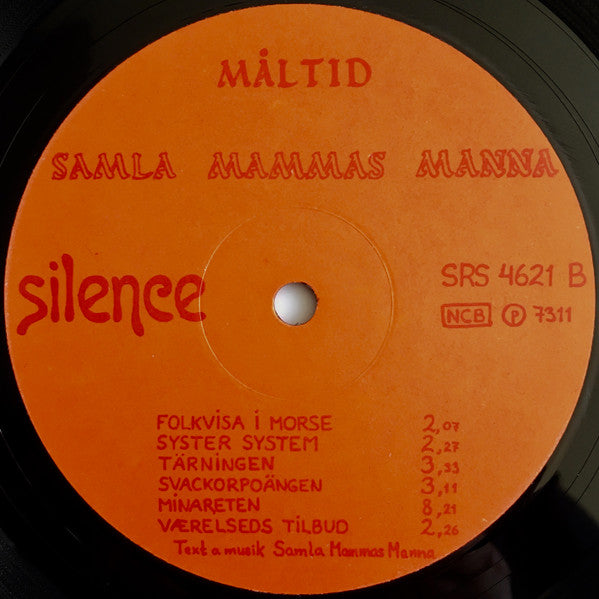 MÅLTID
SAMLA MAMMAS MANNA
silence
SRS 4621 B
NCB Ⓟ 7311
FOLKVISA I MORSE 2,07
SYSTER SYSTEM 2,27
TÄRNINGEN 3,33
SVACKORPOÄNGEN 3,11
MINARETEN 8,21
VÆRELSEDS TILBUD 2,26
Text a musik Samla Mammas Manna